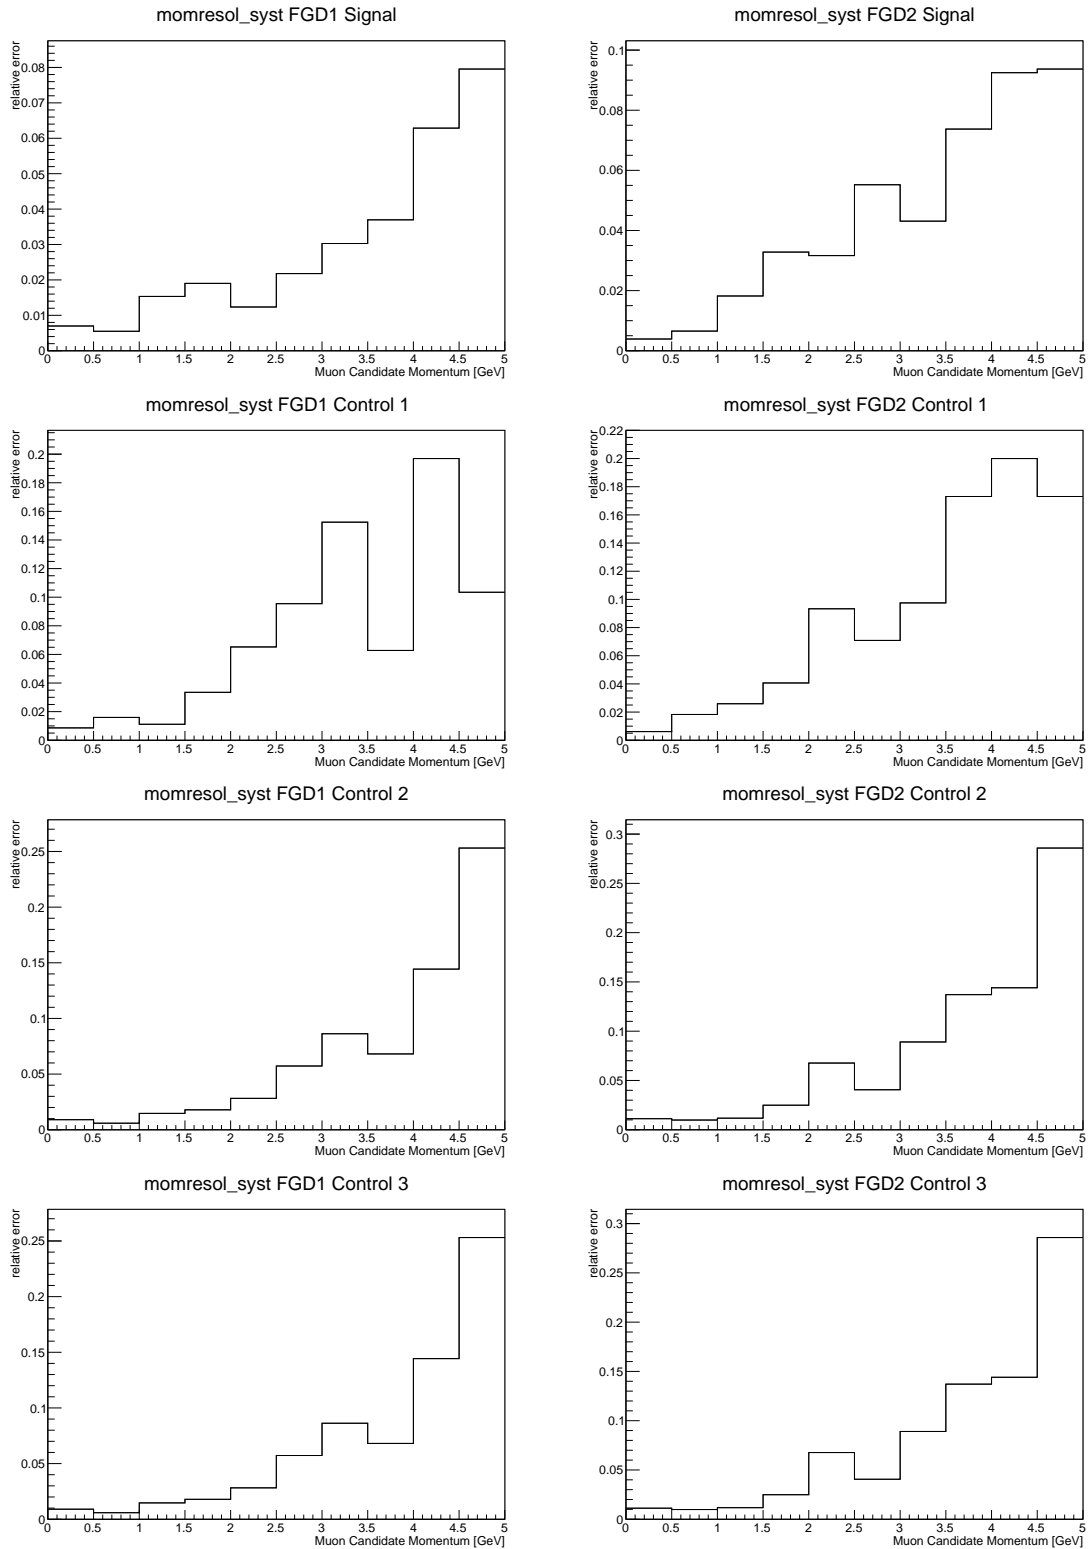 momresol_syst FGD1 Signal
relative error
0.08
0.07
0.06
0.05
0.04
0.03
0.02
0.01
0
0 0.5 1 1.5 2 2.5 3 3.5 4 4.5 5
Muon Candidate Momentum [GeV]
momresol_syst FGD2 Signal
relative error
0.1
0.08
0.06
0.04
0.02
0
0 0.5 1 1.5 2 2.5 3 3.5 4 4.5 5
Muon Candidate Momentum [GeV]
momresol_syst FGD1 Control 1
relative error
0.2
0.18
0.16
0.14
0.12
0.1
0.08
0.06
0.04
0.02
0
0 0.5 1 1.5 2 2.5 3 3.5 4 4.5 5
Muon Candidate Momentum [GeV]
momresol_syst FGD2 Control 1
relative error
0.22
0.2
0.18
0.16
0.14
0.12
0.1
0.08
0.06
0.04
0.02
0
0 0.5 1 1.5 2 2.5 3 3.5 4 4.5 5
Muon Candidate Momentum [GeV]
momresol_syst FGD1 Control 2
relative error
0.25
0.2
0.15
0.1
0.05
0
0 0.5 1 1.5 2 2.5 3 3.5 4 4.5 5
Muon Candidate Momentum [GeV]
momresol_syst FGD2 Control 2
relative error
0.3
0.25
0.2
0.15
0.1
0.05
0
0 0.5 1 1.5 2 2.5 3 3.5 4 4.5 5
Muon Candidate Momentum [GeV]
momresol_syst FGD1 Control 3
relative error
0.25
0.2
0.15
0.1
0.05
0
0 0.5 1 1.5 2 2.5 3 3.5 4 4.5 5
Muon Candidate Momentum [GeV]
momresol_syst FGD2 Control 3
relative error
0.3
0.25
0.2
0.15
0.1
0.05
0
0 0.5 1 1.5 2 2.5 3 3.5 4 4.5 5
Muon Candidate Momentum [GeV]